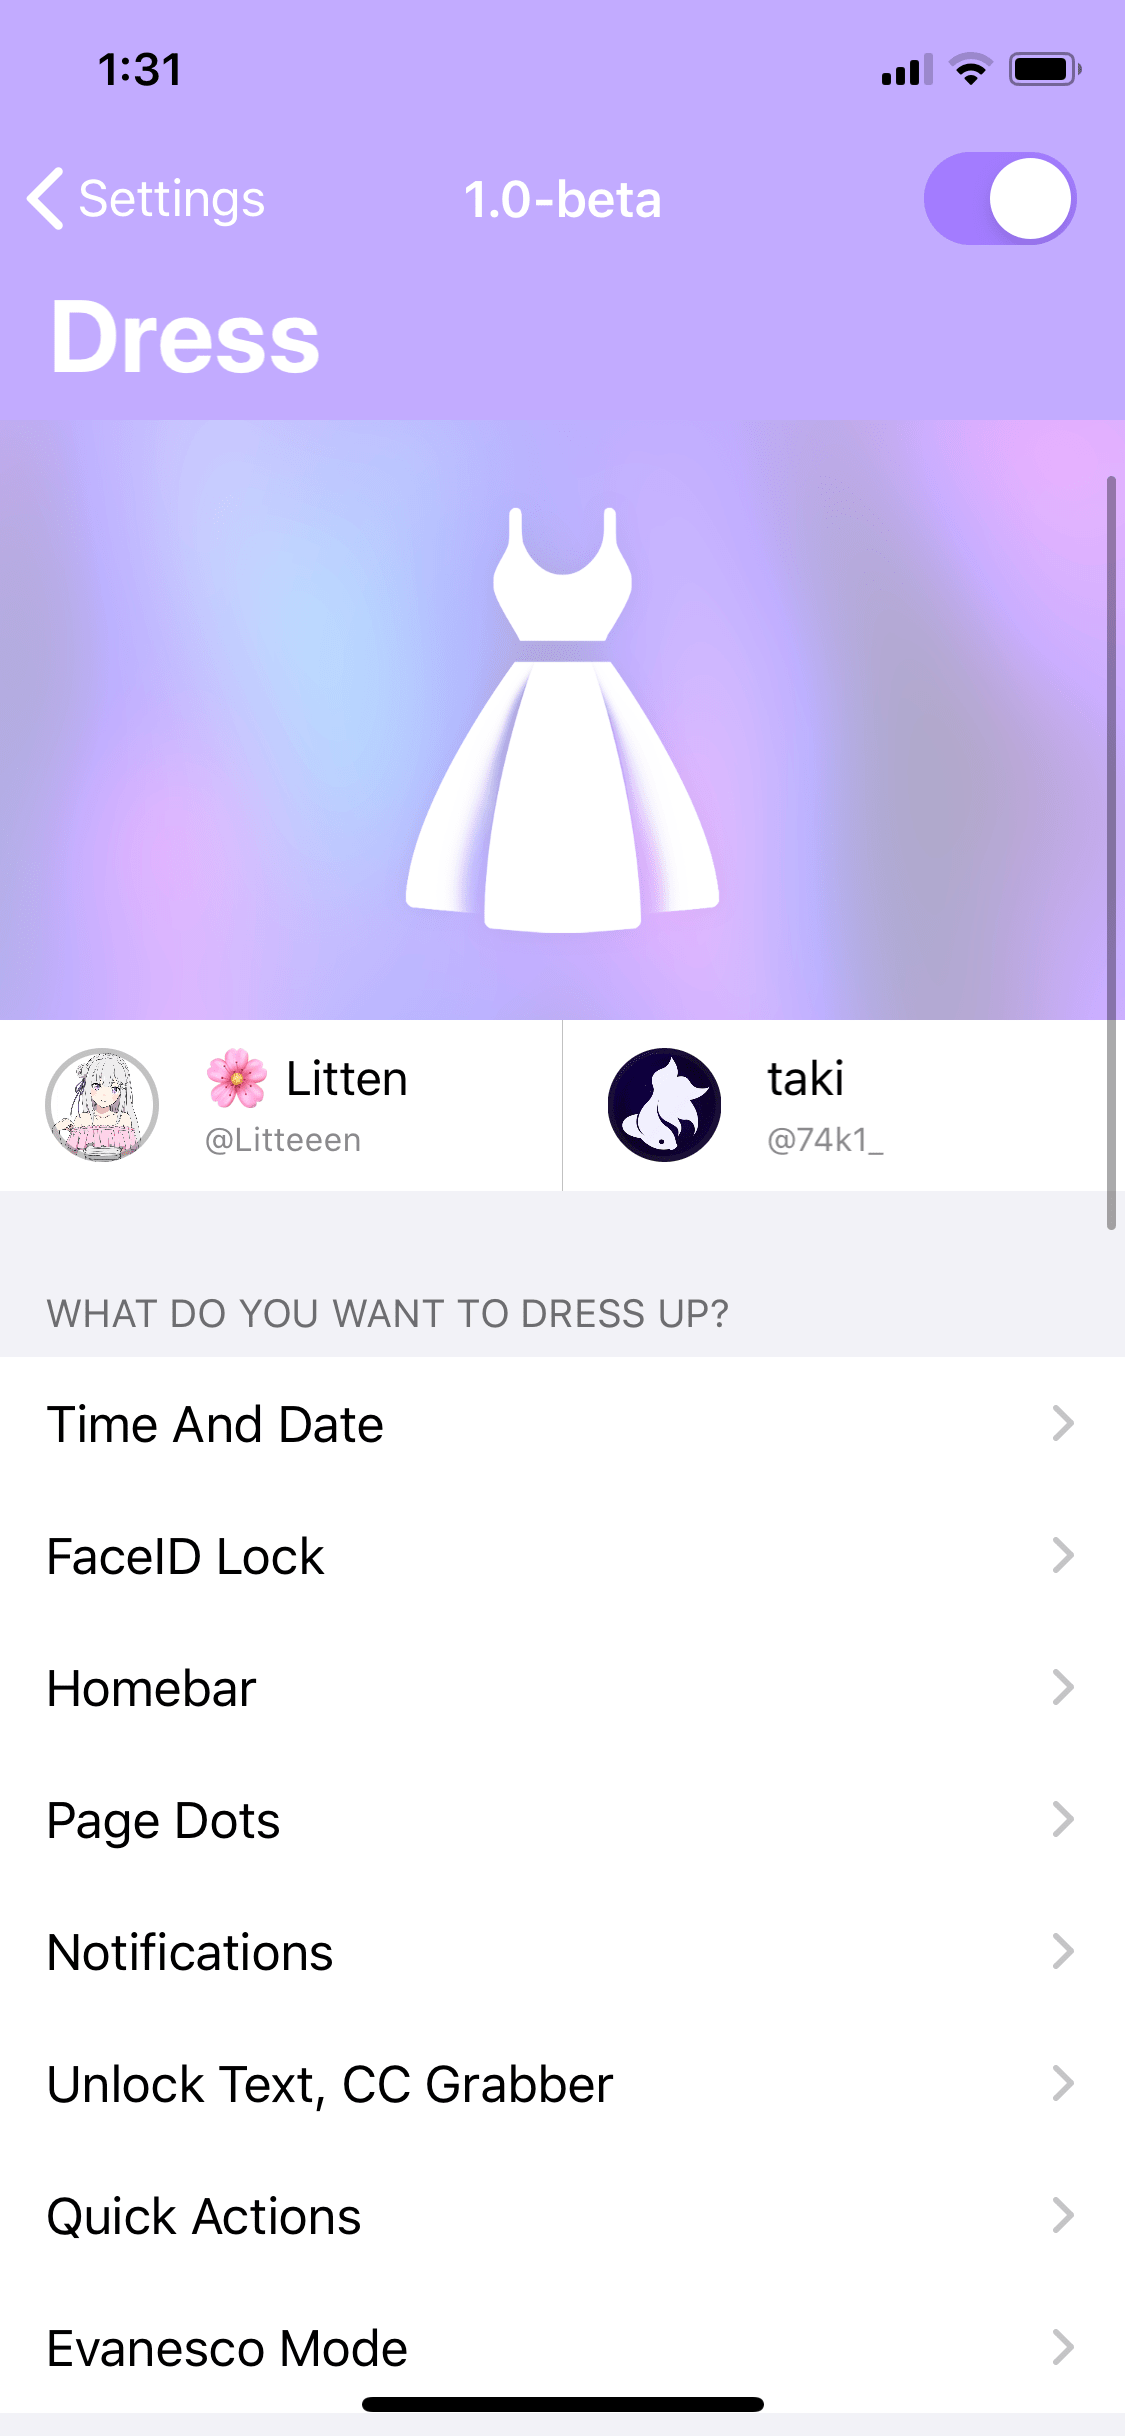 1:31
Settings
1.0-beta
Dress
🌸 Litten
@Litteeen
taki
@74k1_
WHAT DO YOU WANT TO DRESS UP?
Time And Date
FaceID Lock
Homebar
Page Dots
Notifications
Unlock Text, CC Grabber
Quick Actions
Evanesco Mode